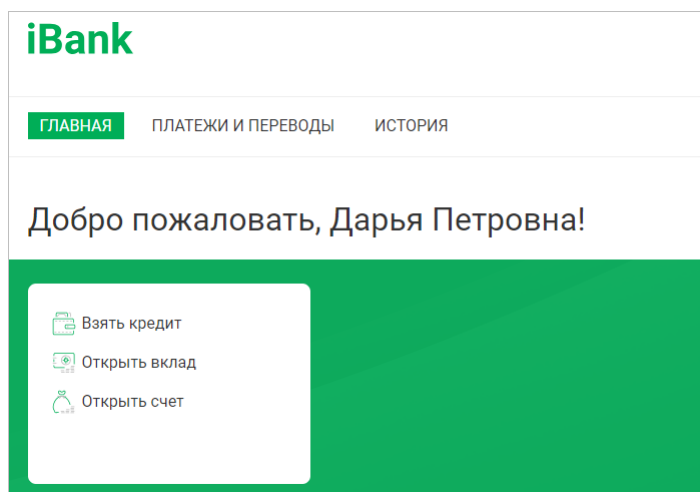 iBank
ГЛАВНАЯ ПЛАТЕЖИ И ПЕРЕВОДЫ ИСТОРИЯ
Добро пожаловать, Дарья Петровна!
Взять кредит
Открыть вклад
Открыть счет